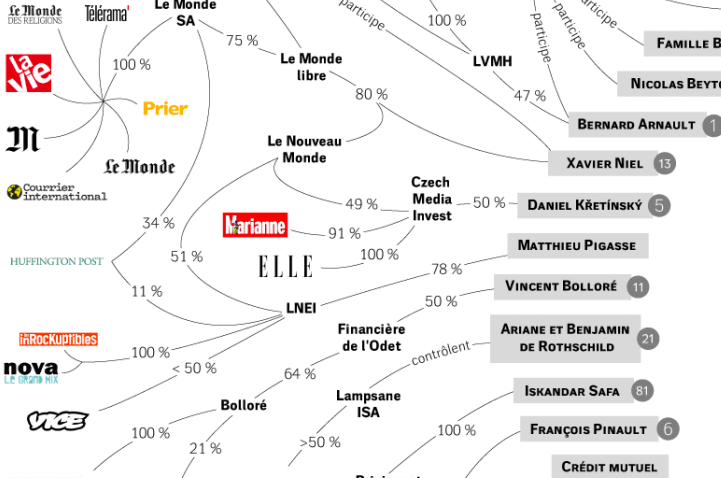 Le Monde
DES RELIGIONS
Télérama'
Le Monde
SA
participe
100 %
participe
participe
participe
75 %
LVMH
FAMILLE B
100 %
la
Vie
Le Monde
libre
NICOLAS BEYTO
80 %
47 %
Prier
BERNARD ARNAULT 1
M
Le Nouveau
Monde
XAVIER NIEL 13
Le Monde
Courrier
international
Czech
Media
Invest
49 %
50 %
DANIEL KŘETÍNSKÝ 5
34 %
Marianne
91 %
MATTHIEU PIGASSE
51 %
100 %
HUFFINGTON POST
ELLE
78 %
VINCENT BOLLORÉ 11
11 %
50 %
LNEI
Financière
de l'Odet
ARIANE ET BENJAMIN
DE ROTHSCHILD 21
les inRocKuptibles
100 %
contrôlent
nova
LE GRAND MIX
< 50 %
64 %
ISKANDAR SAFA 81
Lampsane
ISA
Bolloré
VICE
100 %
100 %
FRANÇOIS PINAULT 6
21 %
>50 %
CRÉDIT MUTUEL